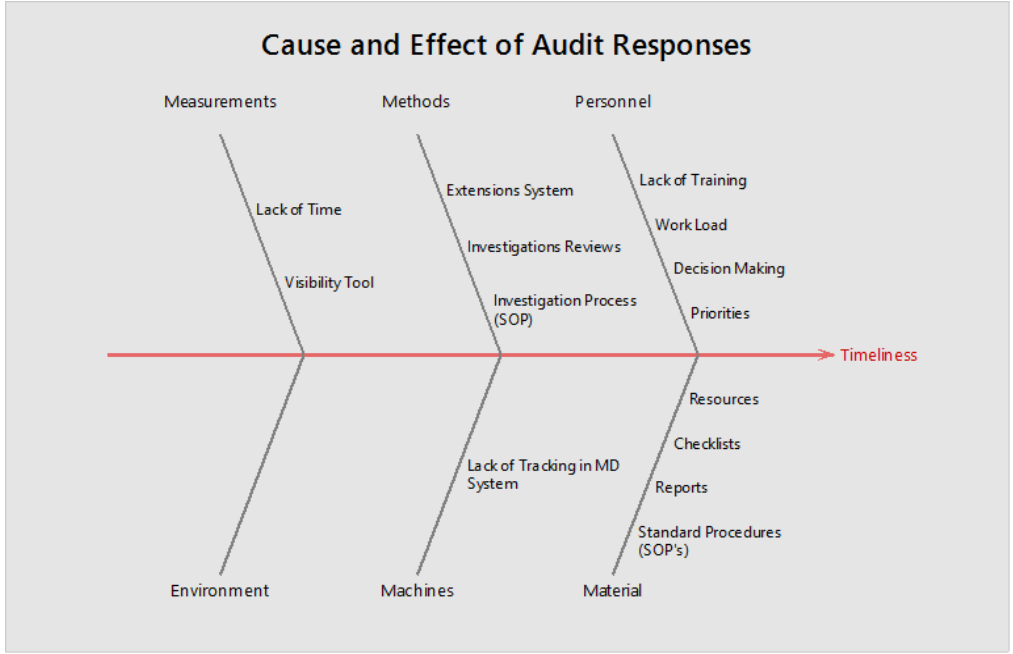 Cause and Effect of Audit Responses
Measurements
Methods
Personnel
Lack of Time
Visibility Tool
Extensions System
Investigations Reviews
Investigation Process
(SOP)
Lack of Training
Work Load
Decision Making
Priorities
Timeliness
Resources
Checklists
Reports
Standard Procedures
(SOP's)
Lack of Tracking in MD
System
Environment
Machines
Material